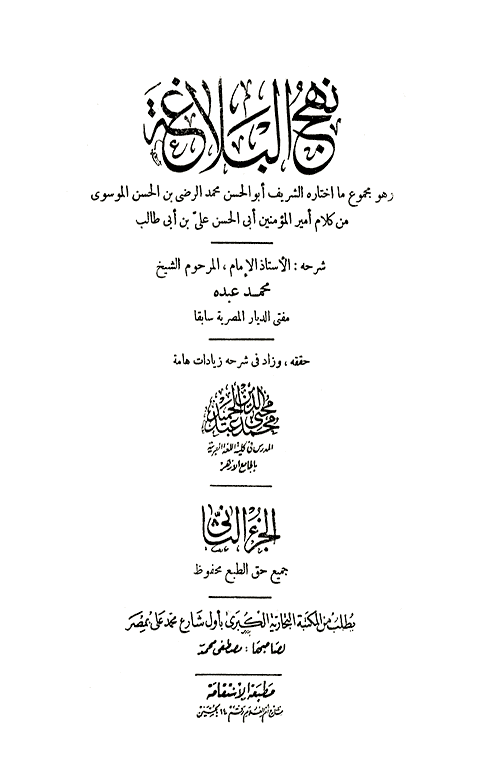 نهج البلاغة
وهو مجموع ما اختاره الشريف أبو الحسن محمد الرضى بن الحسن الموسوى
من كلام أمير المؤمنين أبى الحسن علىّ بن أبى طالب
شرحه : الأستاذ الإمام ، المرحوم الشيخ
محمد عبده
مفتى الديار المصرية سابقا
حققه ، وزاد فى شرحه زيادات هامة
محمد محيى الدين عبد الحميد
المدرس فى كلية اللغة العربية
بالجامع الأزهر
الجزء الثانى
جميع حق الطبع محفوظ
يطلب من المكتبة التجارية الكبرى بأول شارع محمد على بمصر
لصاحبها : مصطفى محمد
مطبعة الاستقامة